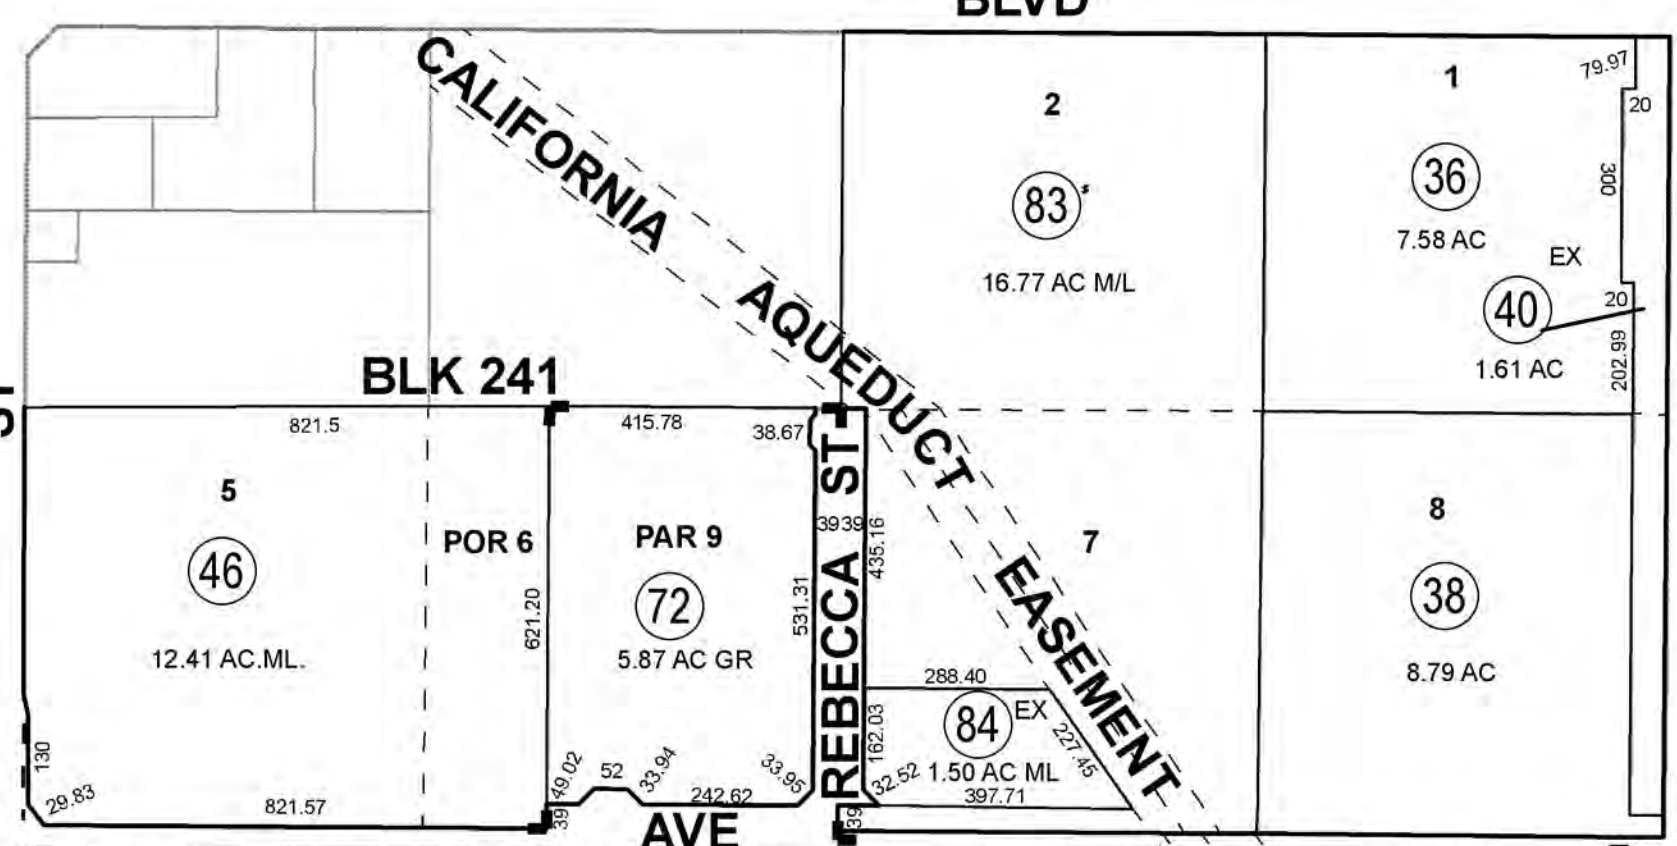 BLVD
CALIFORNIA AQUEDUCT EASEMENT
2
83
16.77 AC M/L
1
36
7.58 AC
79.97
20
300
EX
40
20
1.61 AC
202.99
BLK 241
821.5
415.78
38.67
5
46
12.41 AC.ML.
POR 6
621.20
PAR 9
72
5.87 AC GR
531.31
REBECCA ST
39 39
435.16
7
8
38
8.79 AC
288.40
84
EX
162.03
227.45
32.52
1.50 AC ML
397.71
130
29.83
821.57
49.02
52
33.94
33.95
242.62
39
AVE
39